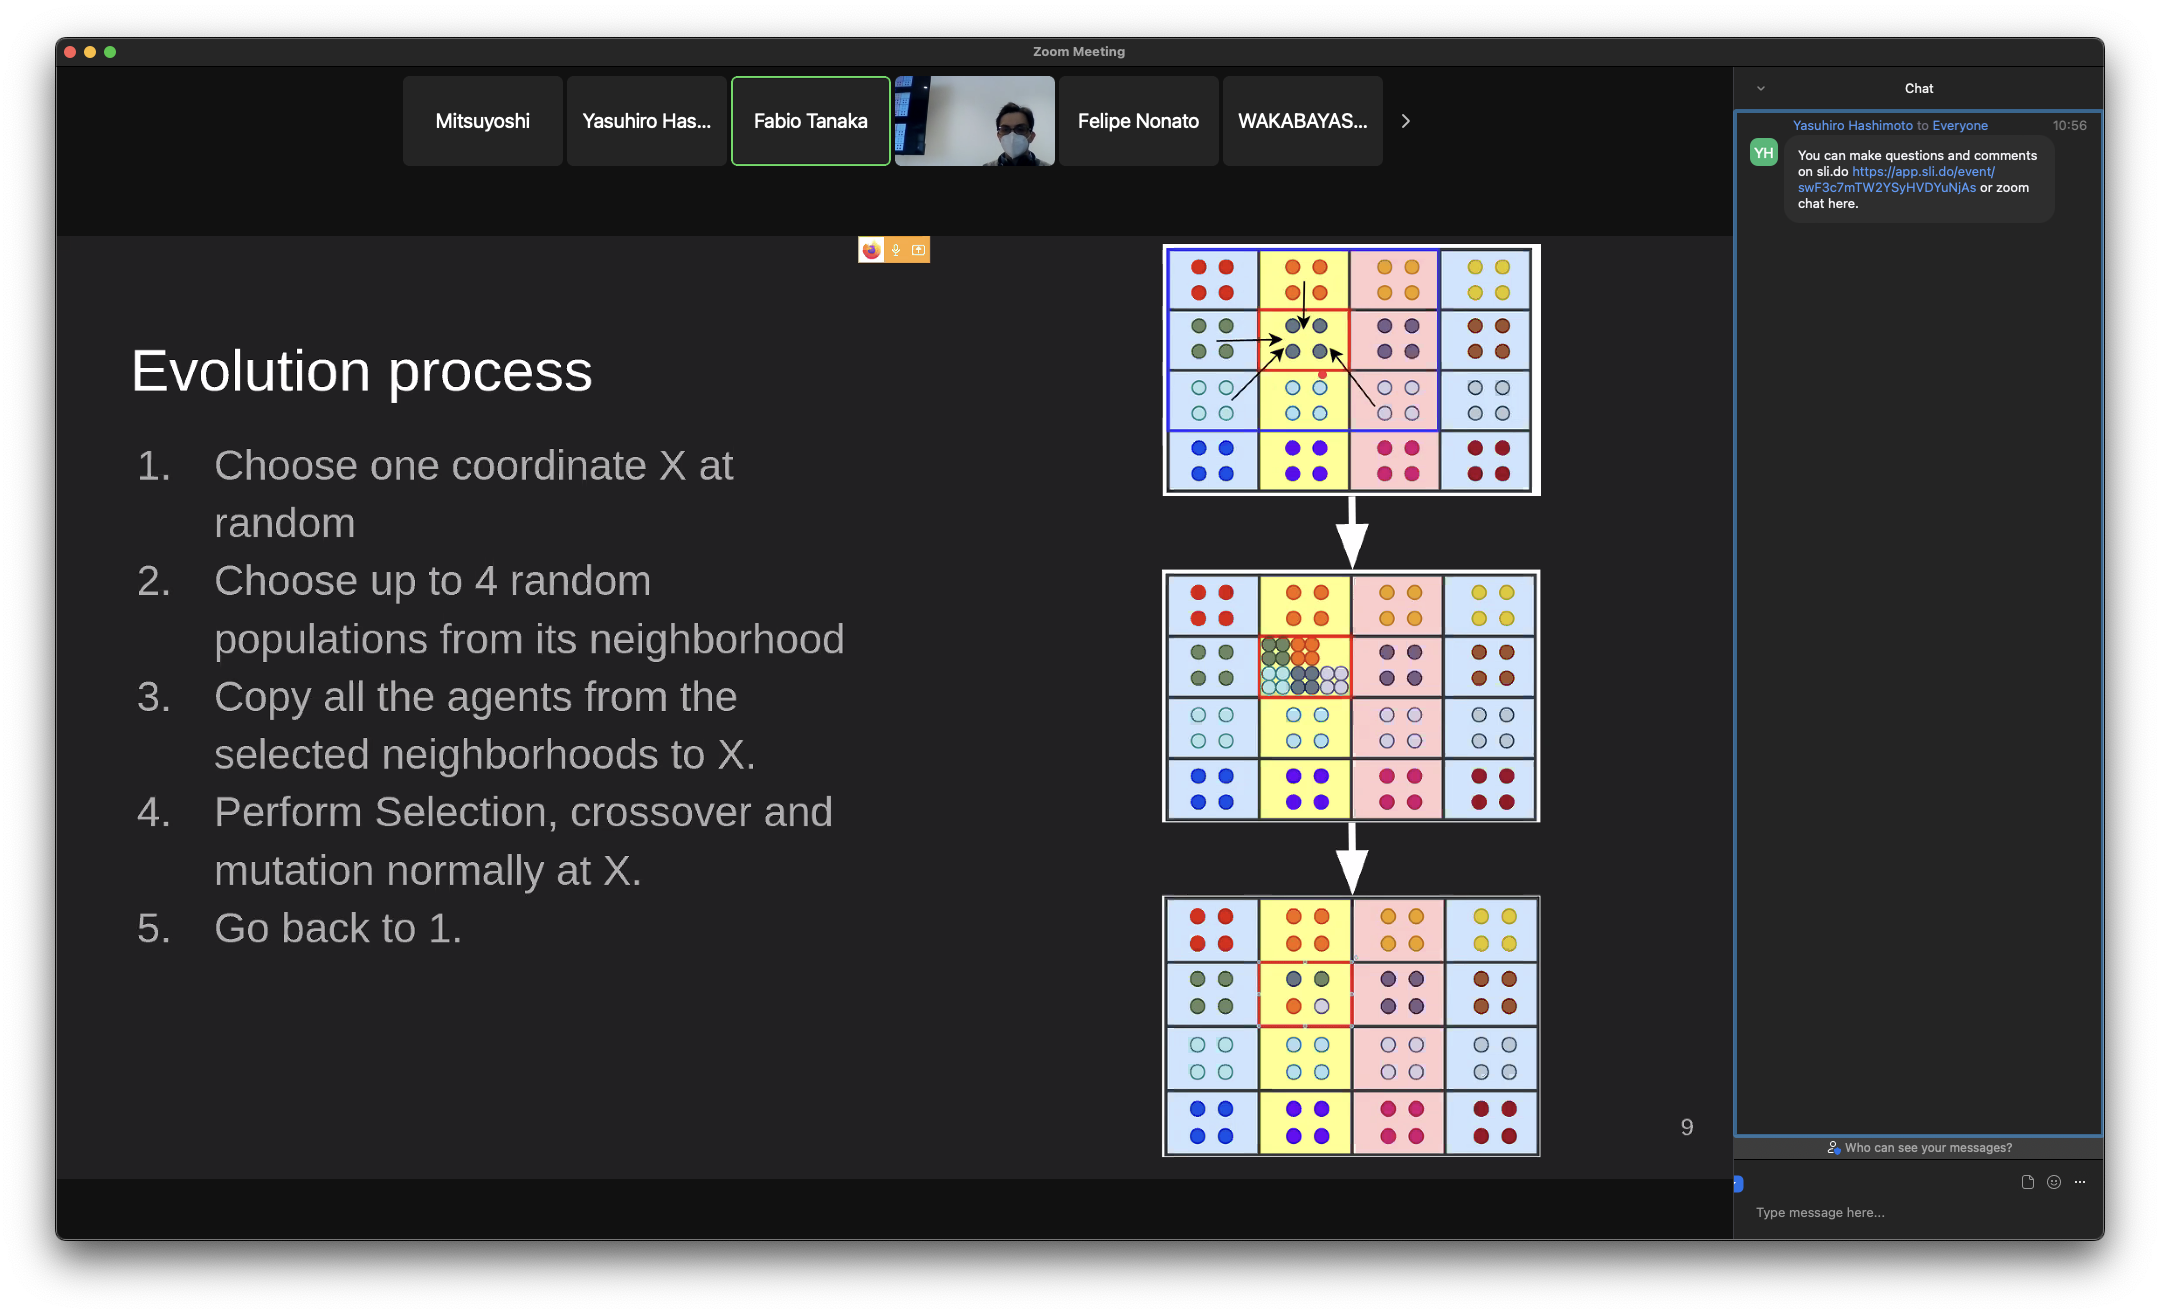 Zoom Meeting
Mitsuyoshi
Yasuhiro Has...
Fabio Tanaka
Felipe Nonato
WAKABAYAS...
Evolution process
1. Choose one coordinate X at
random
2. Choose up to 4 random
populations from its neighborhood
3. Copy all the agents from the
selected neighborhoods to X.
4. Perform Selection, crossover and
mutation normally at X.
5. Go back to 1.
9
Chat
Yasuhiro Hashimoto to Everyone
10:56
YH
You can make questions and comments
on sli.do https://app.sli.do/event/
swF3c7mTW2YSyHVDYuNjAs or zoom
chat here.
Who can see your messages?
Type message here...